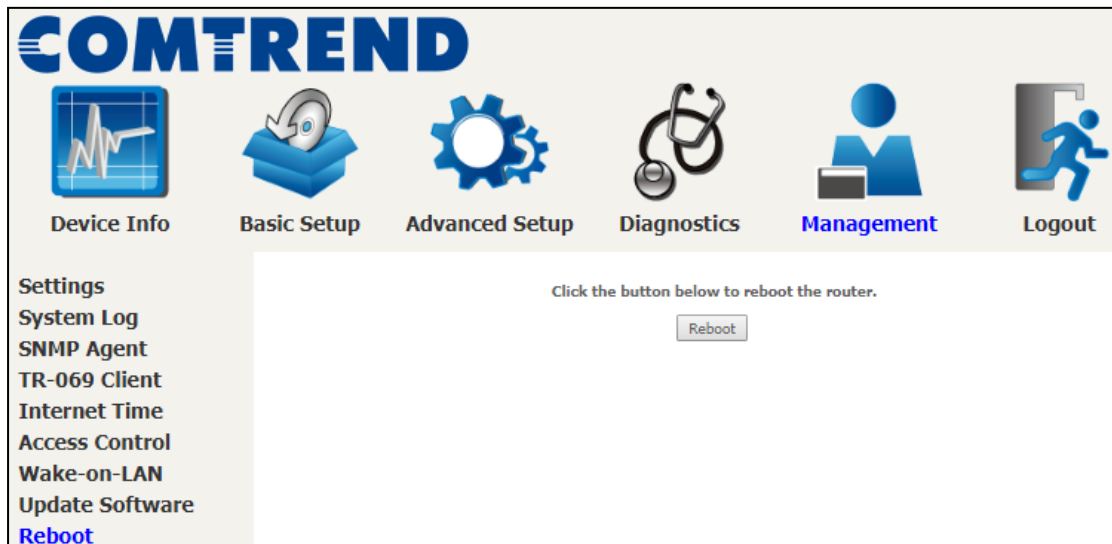 COMTREND
Device Info
Basic Setup
Advanced Setup
Diagnostics
Management
Logout
Settings
System Log
SNMP Agent
TR-069 Client
Internet Time
Access Control
Wake-on-LAN
Update Software
Reboot
Click the button below to reboot the router.
Reboot